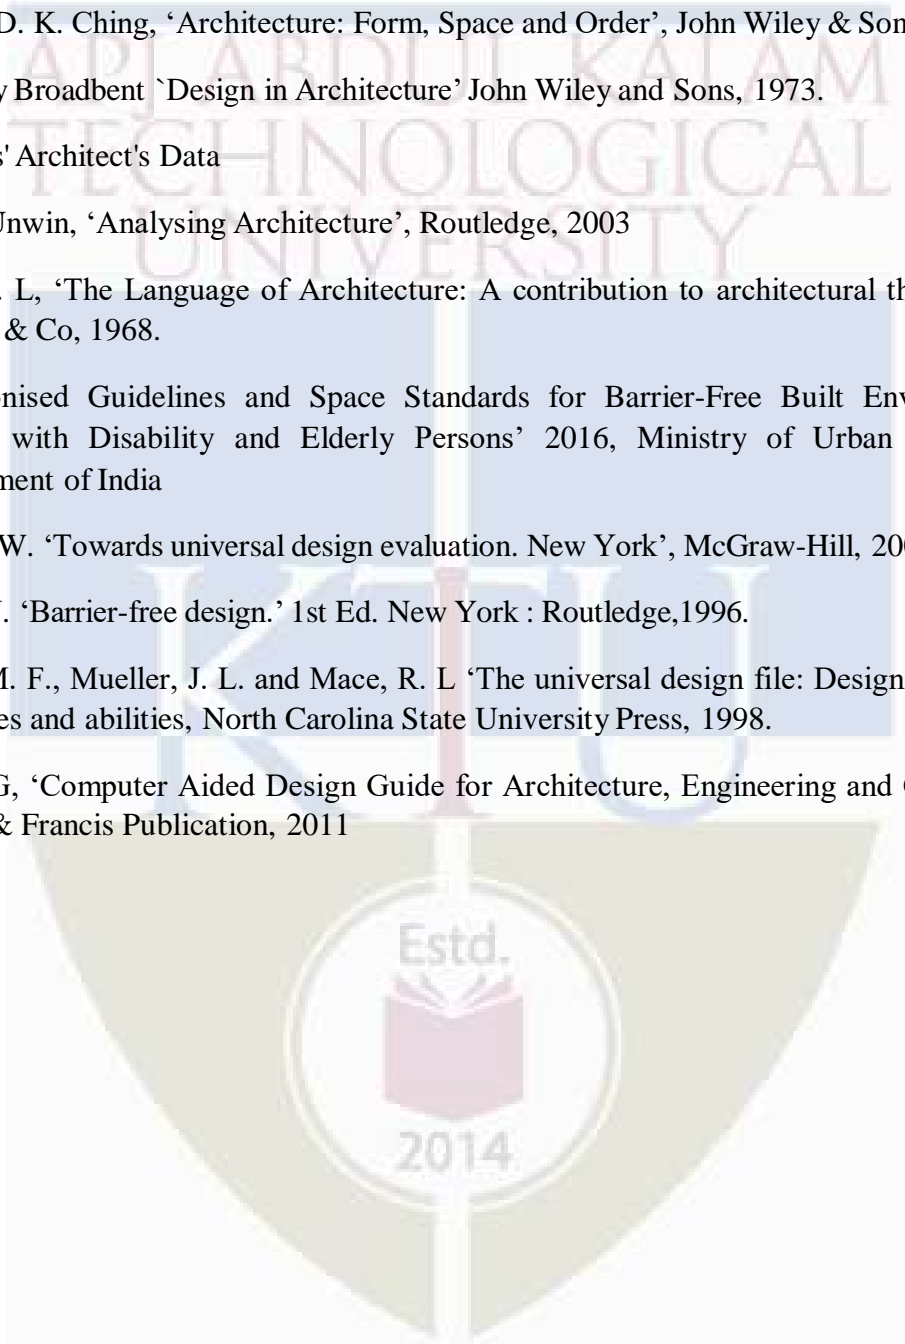 D. K. Ching, ‘Architecture: Form, Space and Order’, John Wiley & Son
y Broadbent `Design in Architecture’ John Wiley and Sons, 1973.
s' Architect's Data
Unwin, ‘Analysing Architecture’, Routledge, 2003
. L, ‘The Language of Architecture: A contribution to architectural th
& Co, 1968.
nised Guidelines and Space Standards for Barrier-Free Built Env
with Disability and Elderly Persons’ 2016, Ministry of Urban
ment of India
W. ‘Towards universal design evaluation. New York’, McGraw-Hill, 200
. ‘Barrier-free design.’ 1st Ed. New York : Routledge,1996.
M. F., Mueller, J. L. and Mace, R. L ‘The universal design file: Design
es and abilities, North Carolina State University Press, 1998.
G, ‘Computer Aided Design Guide for Architecture, Engineering and
& Francis Publication, 2011
API ABDUL KALAM
TECHNOLOGICAL
UNIVERSITY
KTU
Estd.
2014